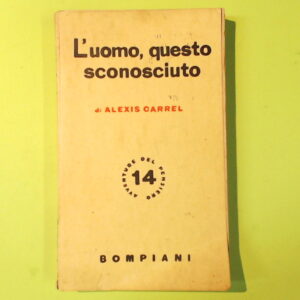 L'uomo, questo
sconosciuto
di ALEXIS CARREL
AVVENTURE DEL PENSIERO
14
BOMPIANI